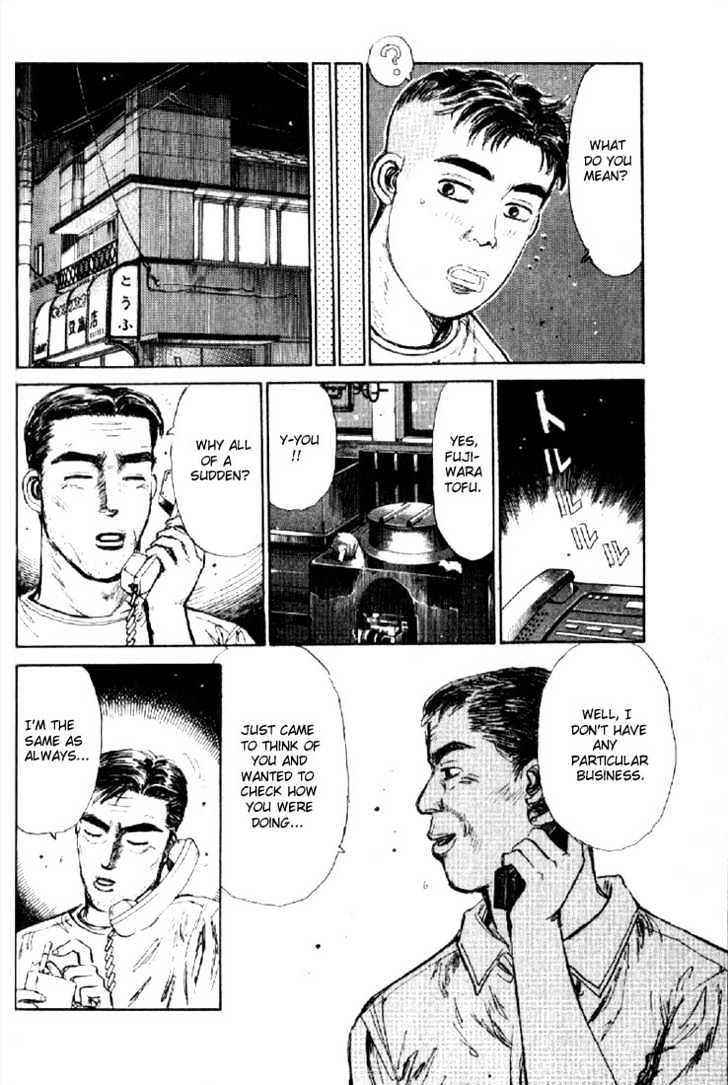 ?
WHAT
DO YOU
MEAN?
とうふ
トゥルルルル
YES,
FUJI-
WARA
TOFU.
Y-YOU
!!
WHY ALL
OF A
SUDDEN?
WELL, I
DON'T HAVE
ANY
PARTICULAR
BUSINESS.
JUST CAME
TO THINK OF
YOU AND
WANTED TO
CHECK HOW
YOU WERE
DOING...
I'M THE
SAME AS
ALWAYS...